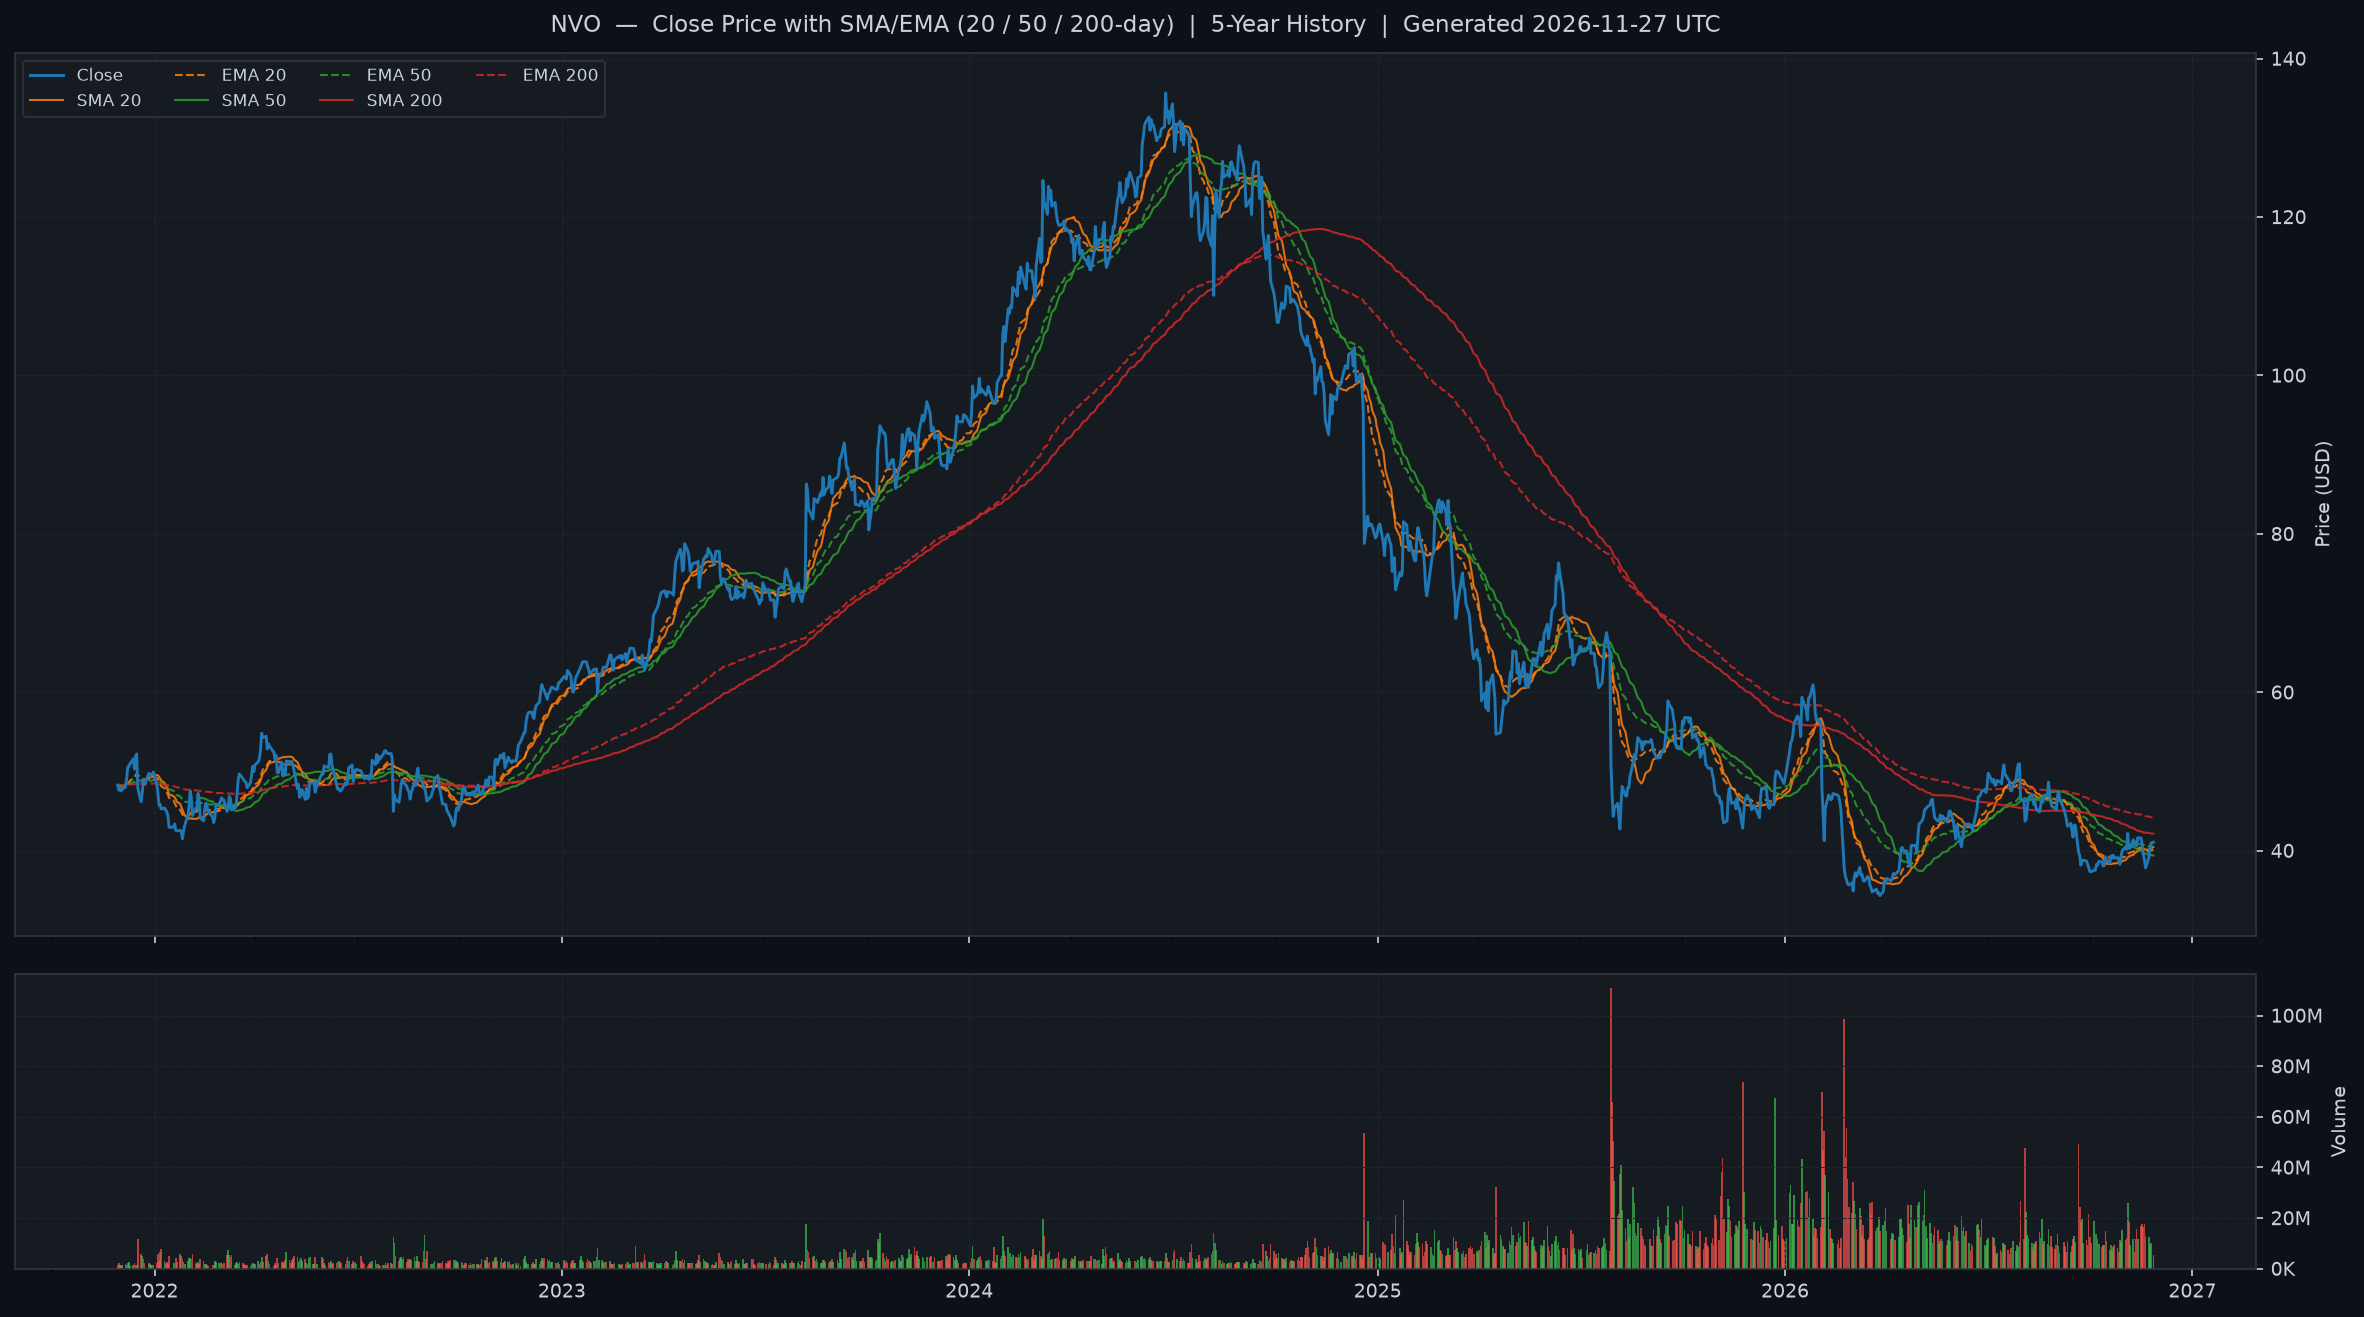 NVO — Close Price with SMA/EMA (20 / 50 / 200-day) | 5-Year History | Generated 2026-11-27 UTC
Close EMA 20 EMA 50 EMA 200
SMA 20 SMA 50 SMA 200
140
120
100
80
60
40
Price (USD)
100M
80M
60M
40M
20M
0K
Volume
2022 2023 2024 2025 2026 2027